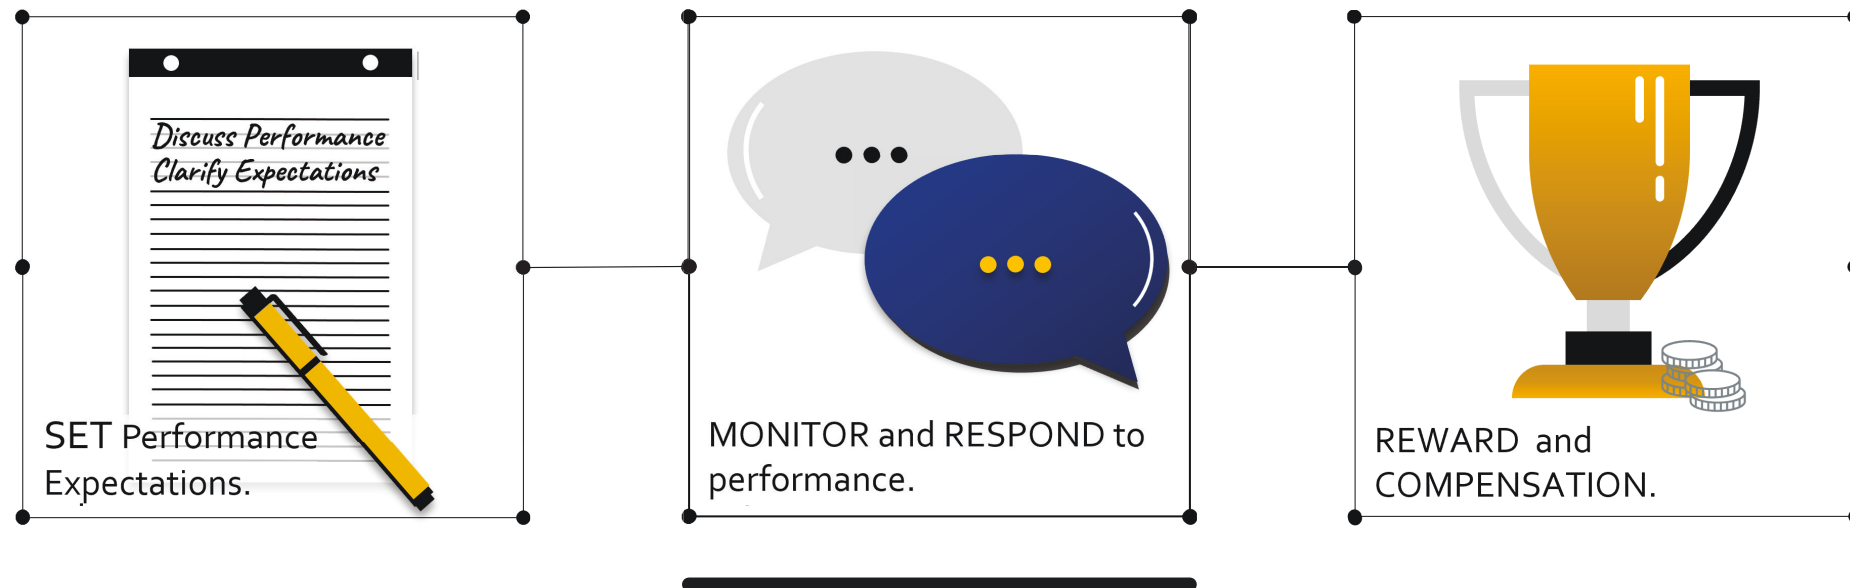 Discuss Performance
Clarify Expectations
SET Performance
Expectations.
MONITOR and RESPOND to
performance.
REWARD and
COMPENSATION.